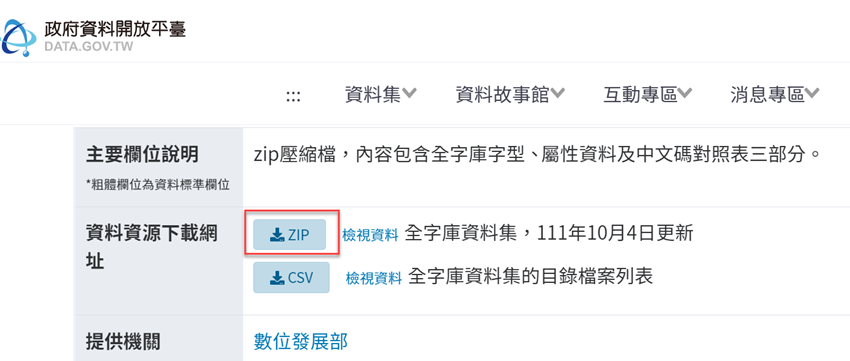 政府資料開放平臺
DATA.GOV.TW
::: 資料集 資料故事館 互動專區 消息專區
主要欄位說明
*粗體欄位為資料標準欄位
zip壓縮檔，內容包含全字庫字型、屬性資料及中文碼對照表三部分。
資料資源下載網
址
ZIP 檢視資料 全字庫資料集，111年10月4日更新
CSV 檢視資料 全字庫資料集的目錄檔案列表
提供機關 數位發展部